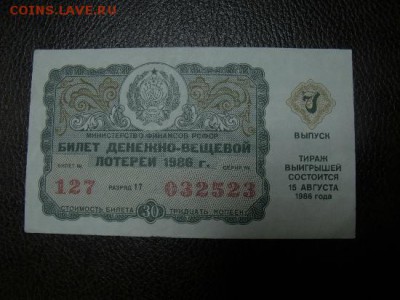 COINS.LAVE.RU
МИНИСТЕРСТВО ФИНАНСОВ РСФСР
БИЛЕТ ДЕНЕЖНО-ВЕЩЕВОЙ
ЛОТЕРЕИ 1986 г.
БИЛЕТ № СЕРИЯ №
127 РАЗРЯД 17 032523
СТОИМОСТЬ БИЛЕТА 30 ТРИДЦАТЬ КОПЕЕК
7
ВЫПУСК
ТИРАЖ
ВЫИГРЫШЕЙ
СОСТОИТСЯ
15 АВГУСТА
1986 года